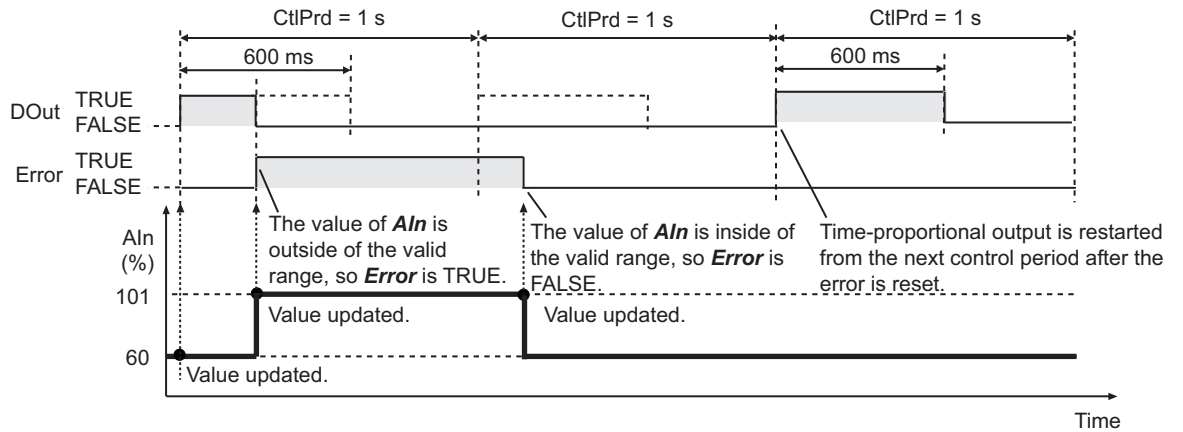 CtlPrd = 1 s
CtlPrd = 1 s
CtlPrd = 1 s
600 ms
600 ms
DOut
TRUE
FALSE
Error
TRUE
FALSE
The value of AIn is
outside of the valid
range, so Error is TRUE.
The value of AIn is inside of
the valid range, so Error is
FALSE.
Time-proportional output is restarted
from the next control period after the
error is reset.
AIn
(%)
101
Value updated.
Value updated.
60
Value updated.
Time